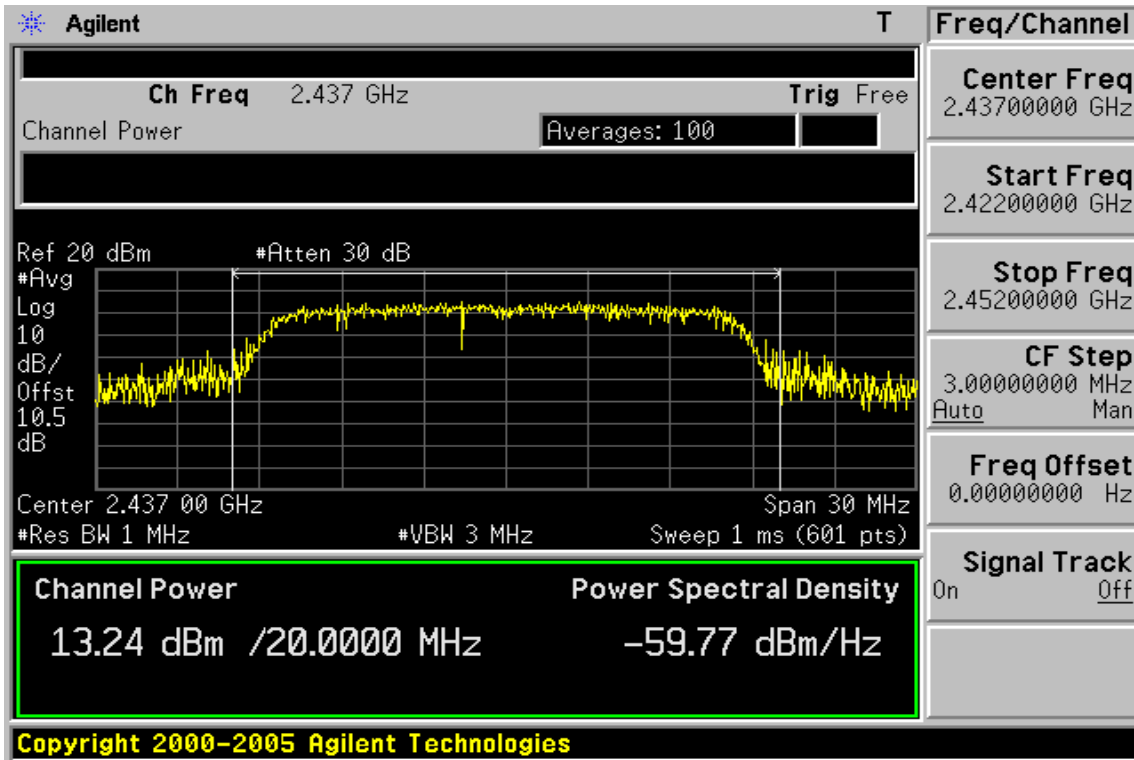 Agilent
T
Freq/Channel
Ch Freq 2.437 GHz
Trig Free
Channel Power
Averages: 100
Ref 20 dBm
#Atten 30 dB
#Avg
Log
10
dB/
Offst
10.5
dB
Center 2.437 00 GHz
Span 30 MHz
#Res BW 1 MHz
#VBW 3 MHz
Sweep 1 ms (601 pts)
Channel Power
Power Spectral Density
13.24 dBm /20.0000 MHz
-59.77 dBm/Hz
Center Freq
2.43700000 GHz
Start Freq
2.42200000 GHz
Stop Freq
2.45200000 GHz
CF Step
3.00000000 MHz
Auto Man
Freq Offset
0.00000000 Hz
Signal Track
On Off
Copyright 2000-2005 Agilent Technologies